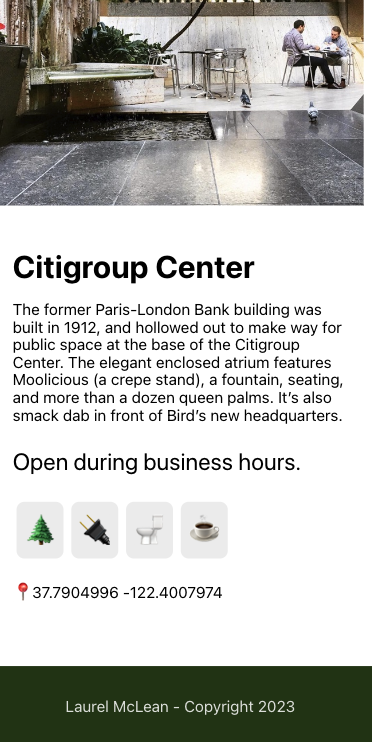 Citigroup Center
The former Paris-London Bank building was
built in 1912, and hollowed out to make way for
public space at the base of the Citigroup
Center. The elegant enclosed atrium features
Moolicious (a crepe stand), a fountain, seating,
and more than a dozen queen palms. It’s also
smack dab in front of Bird’s new headquarters.
Open during business hours.
37.7904996 -122.4007974
Laurel McLean - Copyright 2023